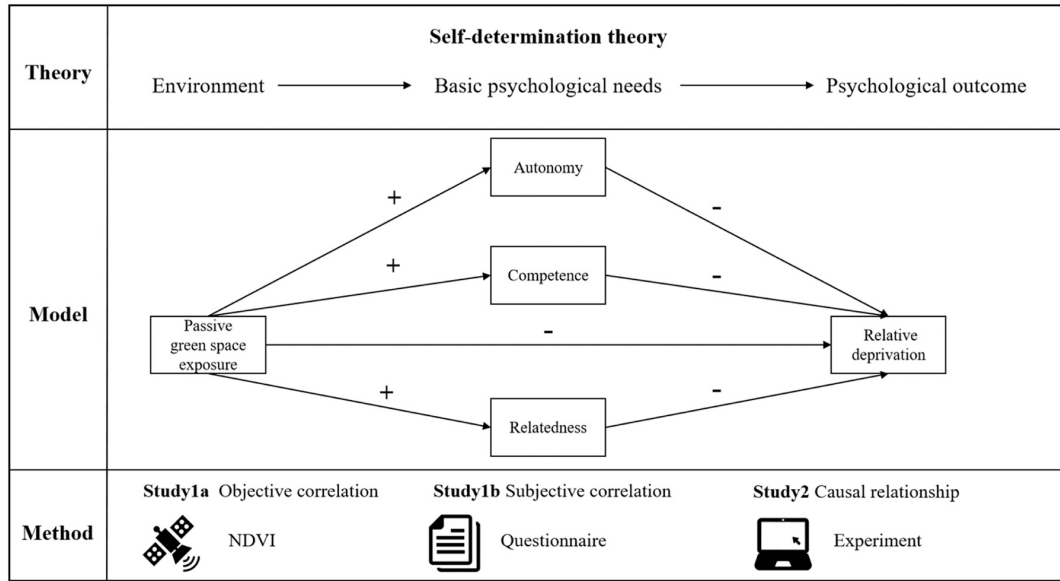 Theory
Self-determination theory
Environment
Basic psychological needs
Psychological outcome
Model
Autonomy
+
-
Competence
+
-
Passive
green space
exposure
-
Relative
deprivation
+
-
Relatedness
Method
Study1a Objective correlation
NDVI
Study1b Subjective correlation
Questionnaire
Study2 Causal relationship
Experiment